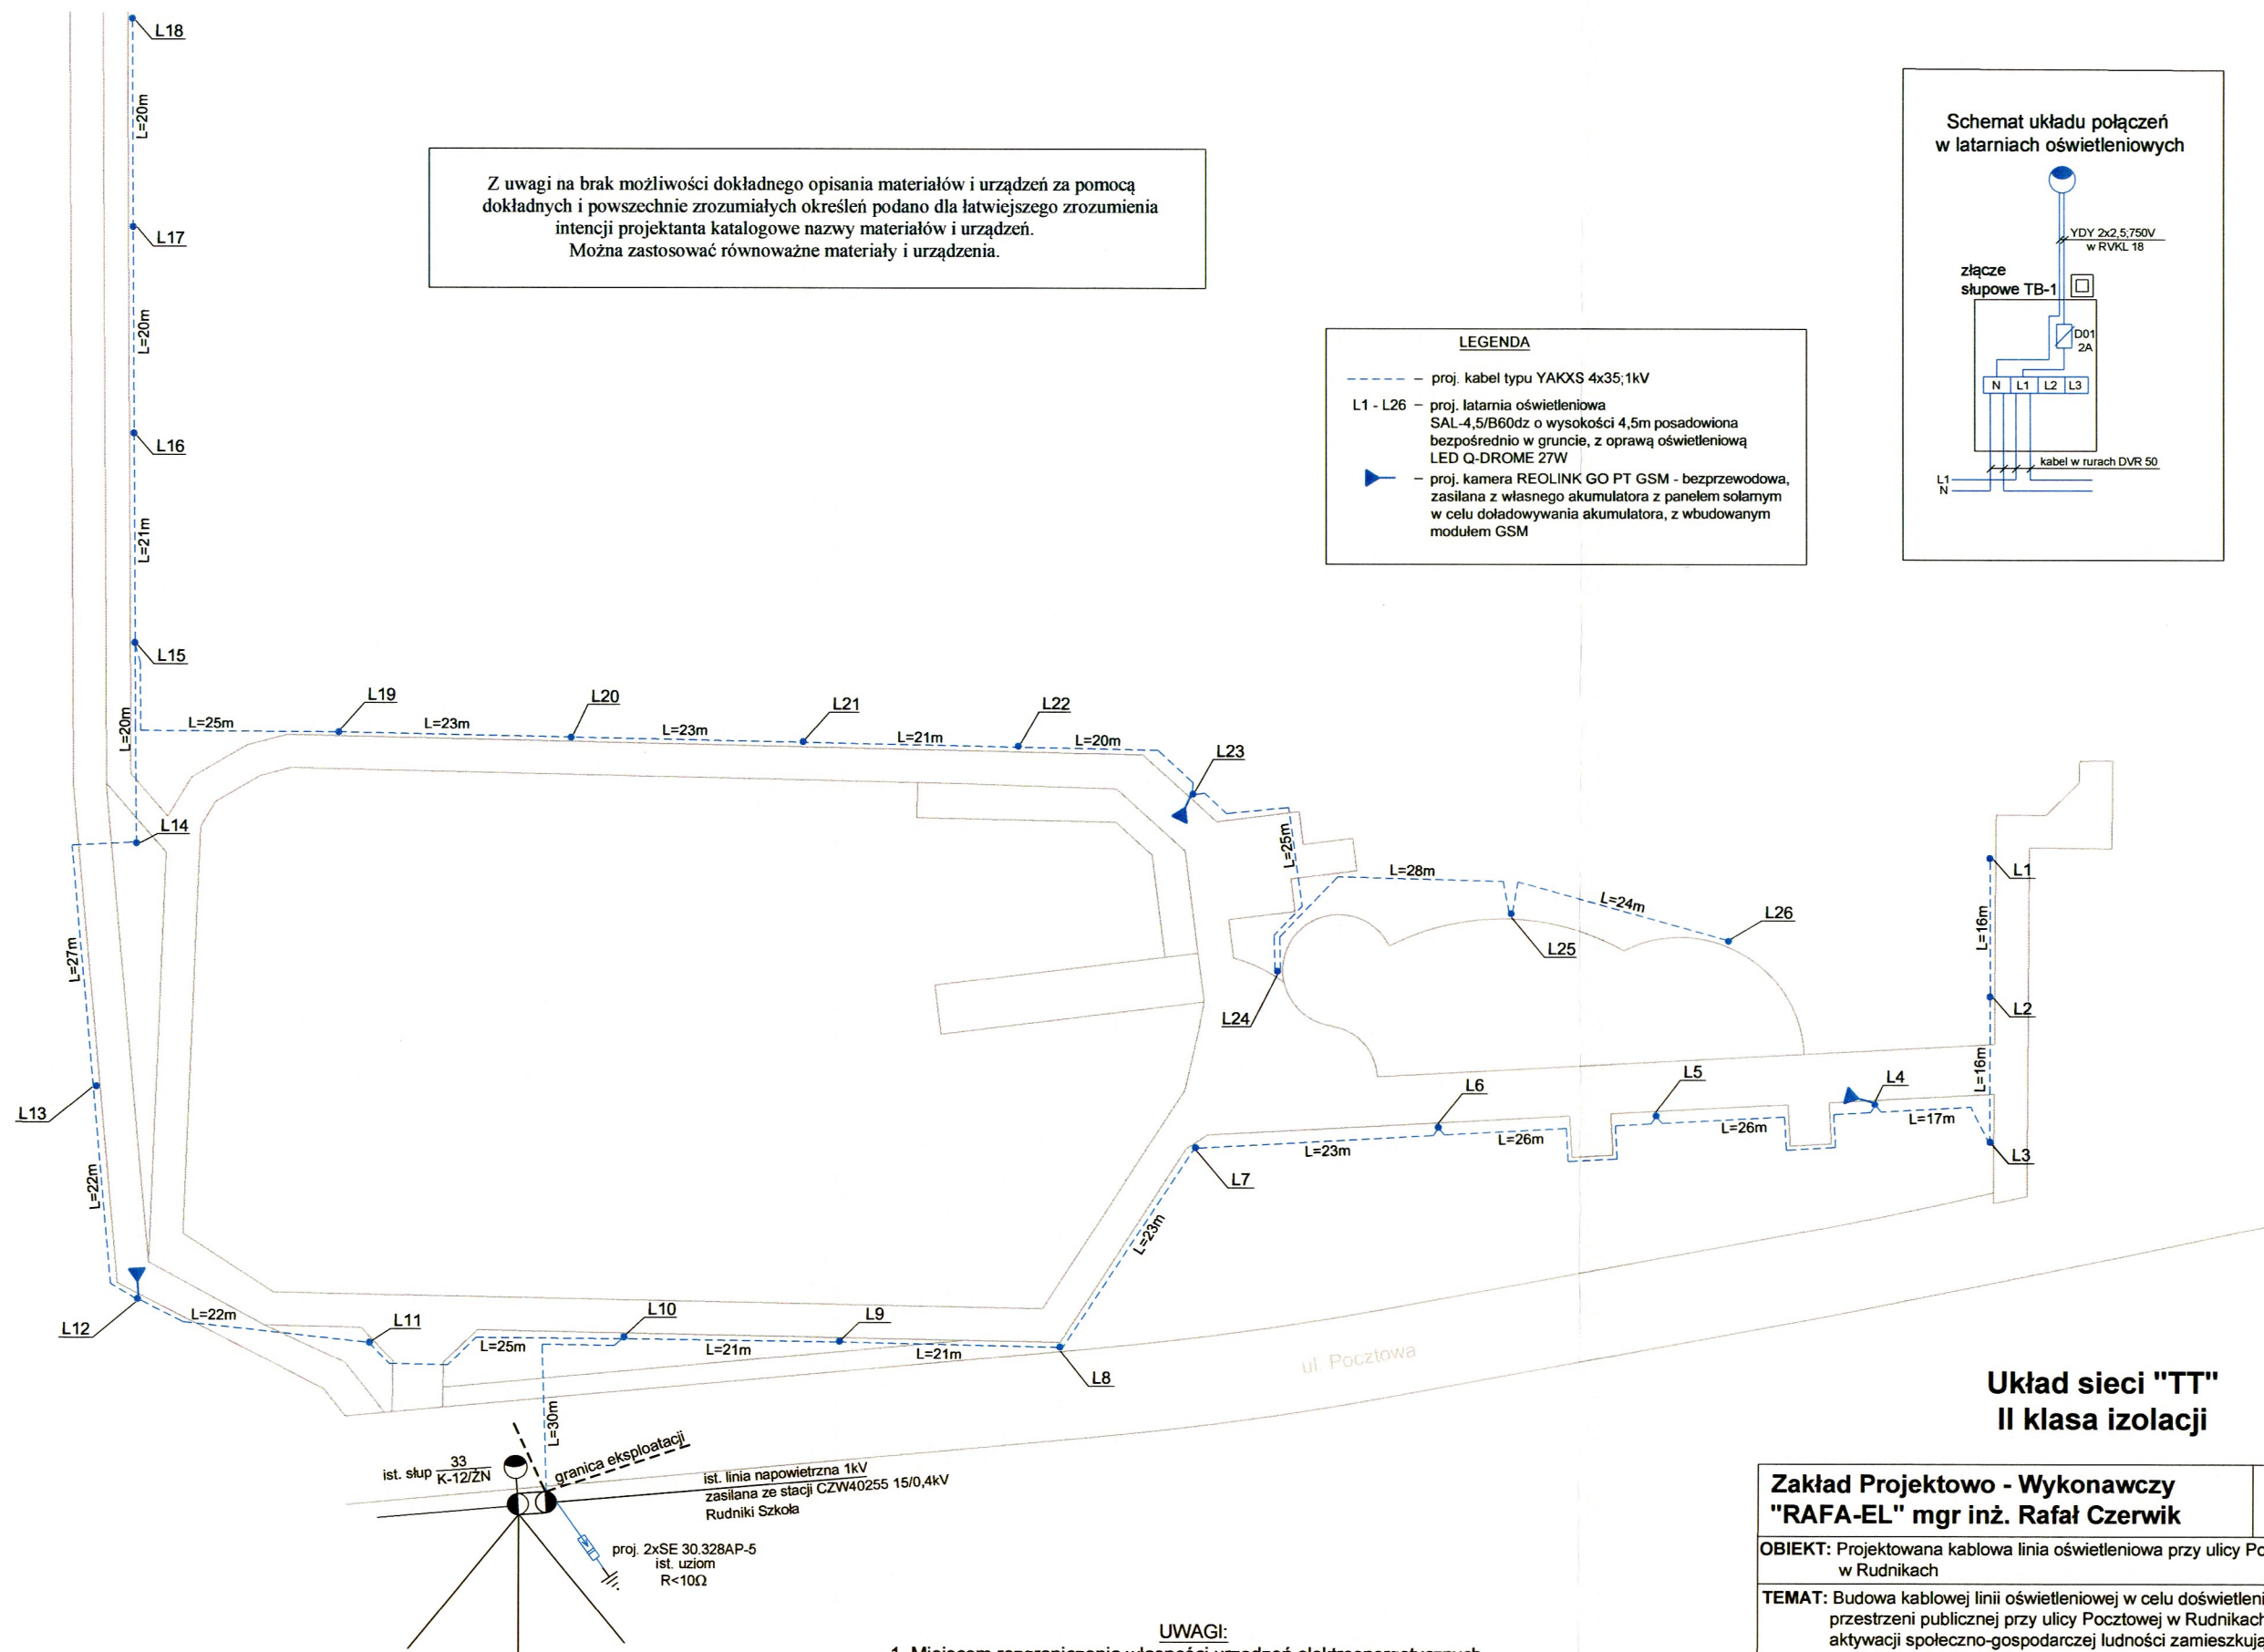 L18
L=20m
L17
L=20m
L16
L=21m
L15
L=20m
L14
Z uwagi na brak możliwości dokładnego opisania materiałów i urządzeń za pomocą
dokładnych i powszechnie zrozumiałych określeń podano dla łatwiejszego zrozumienia
intencji projektanta katalogowe nazwy materiałów i urządzeń.
Można zastosować równoważne materiały i urządzenia.
LEGENDA
– proj. kabel typu YAKXS 4x35;1kV
L1 - L26 – proj. latarnia oświetleniowa
SAL-4,5/B60dz o wysokości 4,5m posadowiona
bezpośrednio w gruncie, z oprawą oświetleniową
LED Q-DROME 27W
– proj. kamera REOLINK GO PT GSM - bezprzewodowa,
zasilana z własnego akumulatora z panelem solarnym
w celu doładowywania akumulatora, z wbudowanym
modułem GSM
Schemat układu połączeń
w latarniach oświetleniowych
YDY 2x2,5;750V
w RVKL 18
złącze
słupowe TB-1
D01
2A
N L1 L2 L3
kabel w rurach DVR 50
L1
N
L=25m
L19
L=23m
L20
L=23m
L21
L=21m
L22
L=20m
L23
L=25m
L24
L=28m
L25
L=24m
L26
L1
L=16m
L2
L=16m
L3
L=17m
L4
L=26m
L5
L=26m
L6
L=23m
L7
L=23m
L8
L=21m
L9
L=21m
L10
L=25m
L11
L=22m
L12
L=22m
L13
L=27m
L=30m
ul. Pocztowa
granica eksploatacji
ist. słup 33
K-12/ŻN
ist. linia napowietrzna 1kV
zasilana ze stacji CZW40255 15/0,4kV
Rudniki Szkoła
proj. 2xSE 30.328AP-5
ist. uziom
R<10Ω
Układ sieci "TT"
II klasa izolacji
Zakład Projektowo - Wykonawczy
"RAFA-EL" mgr inż. Rafał Czerwik
OBIEKT: Projektowana kablowa linia oświetleniowa przy ulicy Po
w Rudnikach
TEMAT: Budowa kablowej linii oświetleniowej w celu doświetleni
przestrzeni publicznej przy ulicy Pocztowej w Rudnikach
aktywacji społeczno-gospodarczej ludności zamieszkują
UWAGI:
1. Miejscem rozgraniczenia własności urządzeń elektroenergetycznych